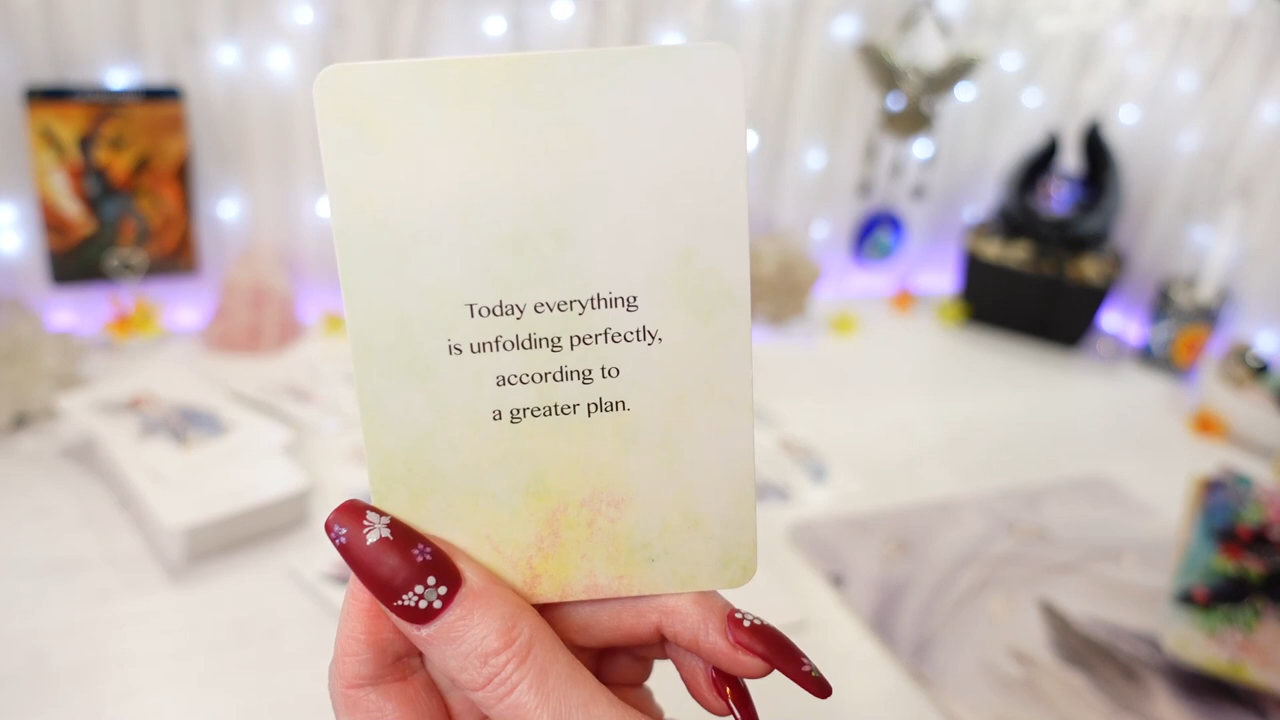 Today everything
is unfolding perfectly,
according to
a greater plan.